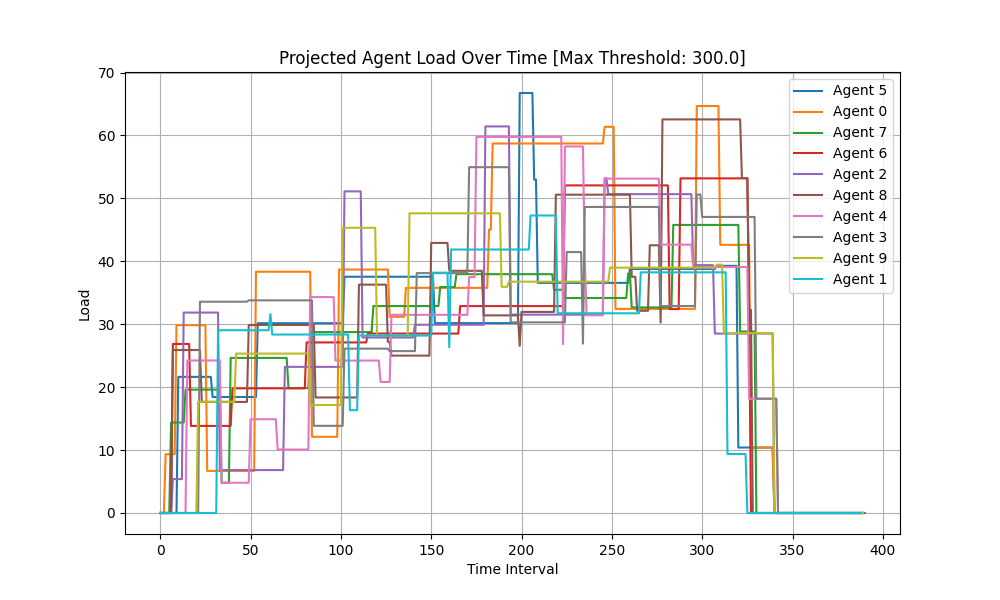 Projected Agent Load Over Time [Max Threshold: 300.0]
Load
70
60
50
40
30
20
10
0
0 50 100 150 200 250 300 350 400
Time Interval
Agent 5
Agent 0
Agent 7
Agent 6
Agent 2
Agent 8
Agent 4
Agent 3
Agent 9
Agent 1